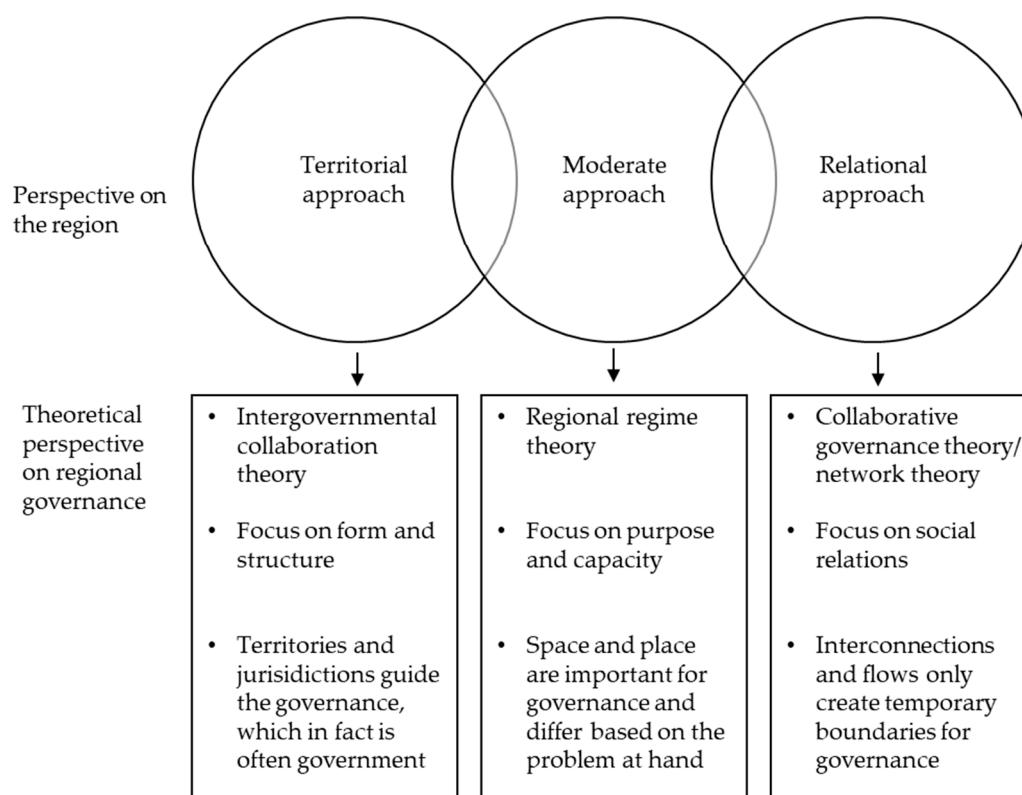 Perspective on
the region
Territorial
approach
Moderate
approach
Relational
approach
Theoretical
perspective
on regional
governance
• Intergovernmental
collaboration
theory
• Focus on form and
structure
• Territories and
jurisidictions guide
the governance,
which in fact is
often government
• Regional regime
theory
• Focus on purpose
and capacity
• Space and place
are important for
governance and
differ based on the
problem at hand
• Collaborative
governance theory/
network theory
• Focus on social
relations
• Interconnections
and flows only
create temporary
boundaries for
governance